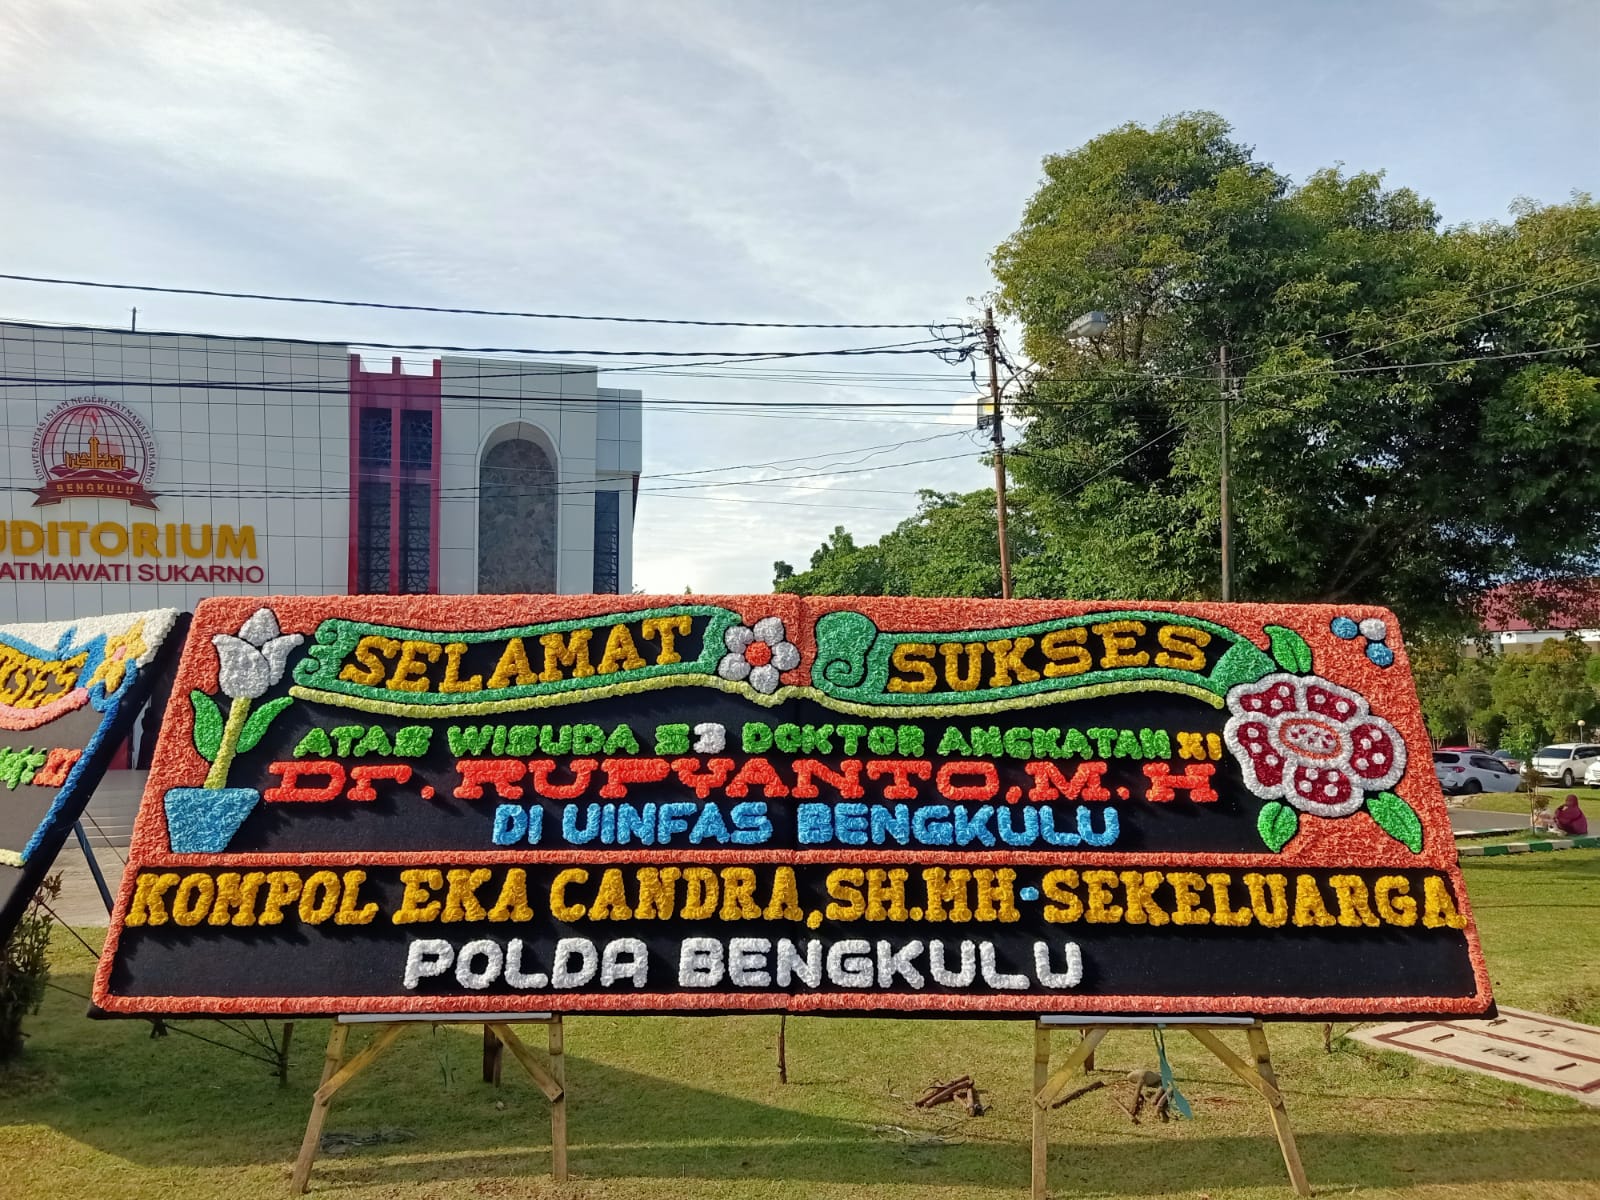 UNIVERSITAS ISLAM NEGERI FATMAWATI SUKARNO
BENGKULU
UDITORIUM
FATMAWATI SUKARNO
SELAMAT SUKSES
ATAS WISUDA S3 DOKTOR ANGKATAN XI
Dr. RUPYANTO, M. H
DI UINFAS BENGKULU
KOMPOL EKA CANDRA, SH.MH-SEKELUARGA
POLDA BENGKULU